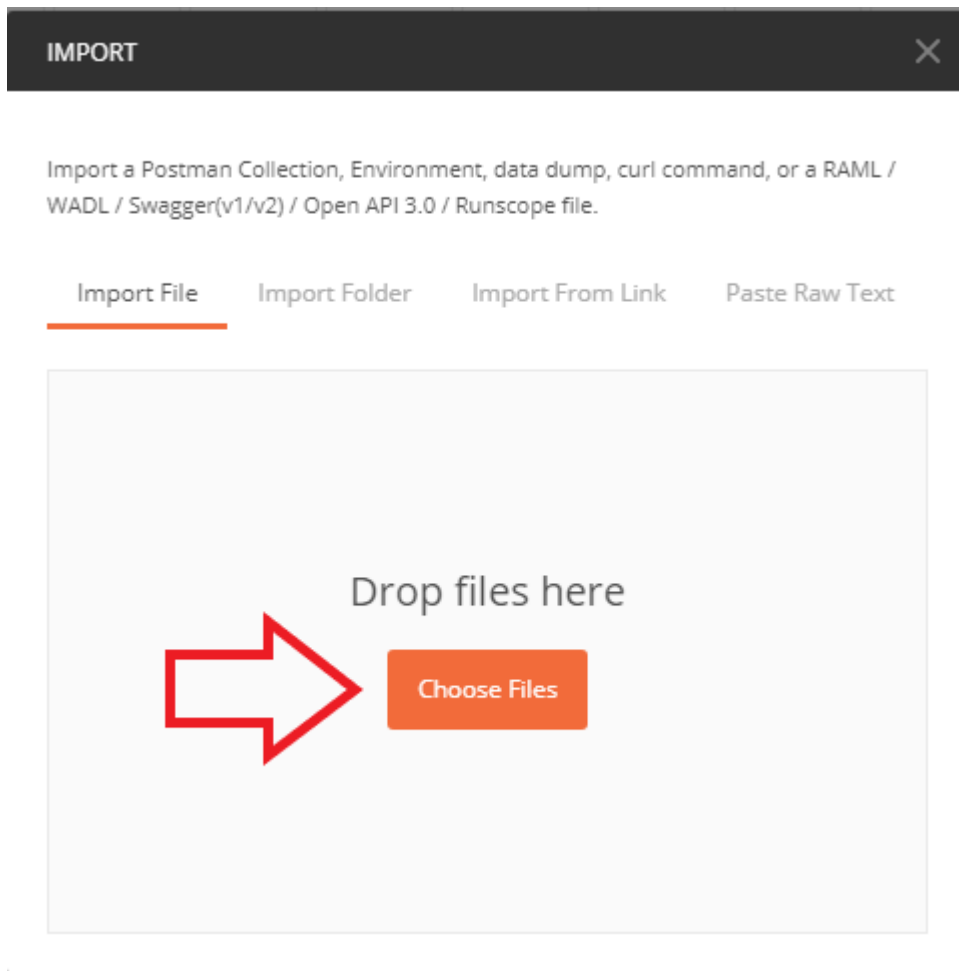 IMPORT
Import a Postman Collection, Environment, data dump, curl command, or a RAML /
WADL / Swagger(v1/v2) / Open API 3.0 / Runscope file.
Import File Import Folder Import From Link Paste Raw Text
Drop files here
Choose Files